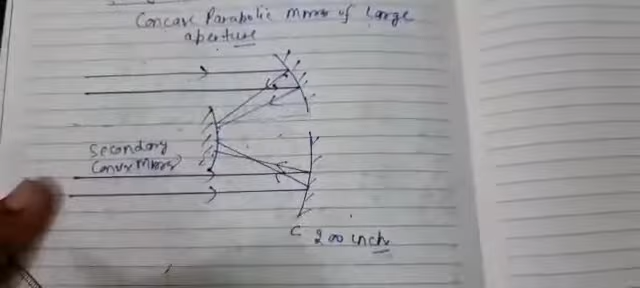 Concave Parabolic Mirror of Large
aperture
Secondary
Convex Mirror
C 200 inch